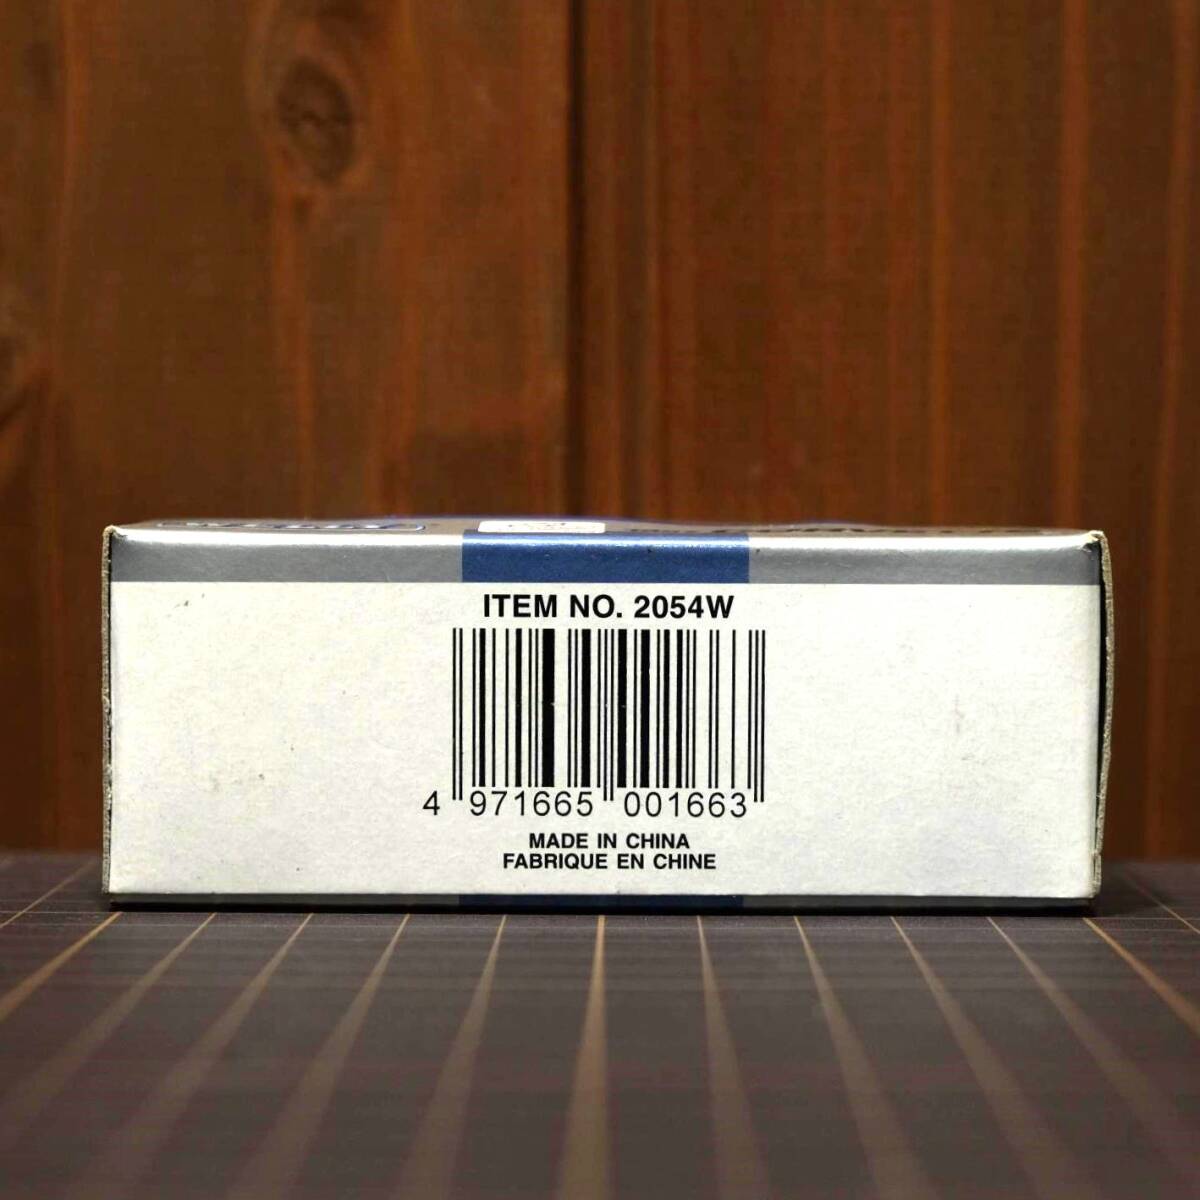 ITEM NO. 2054W
4 971665 001663
MADE IN CHINA
FABRIQUE EN CHINE